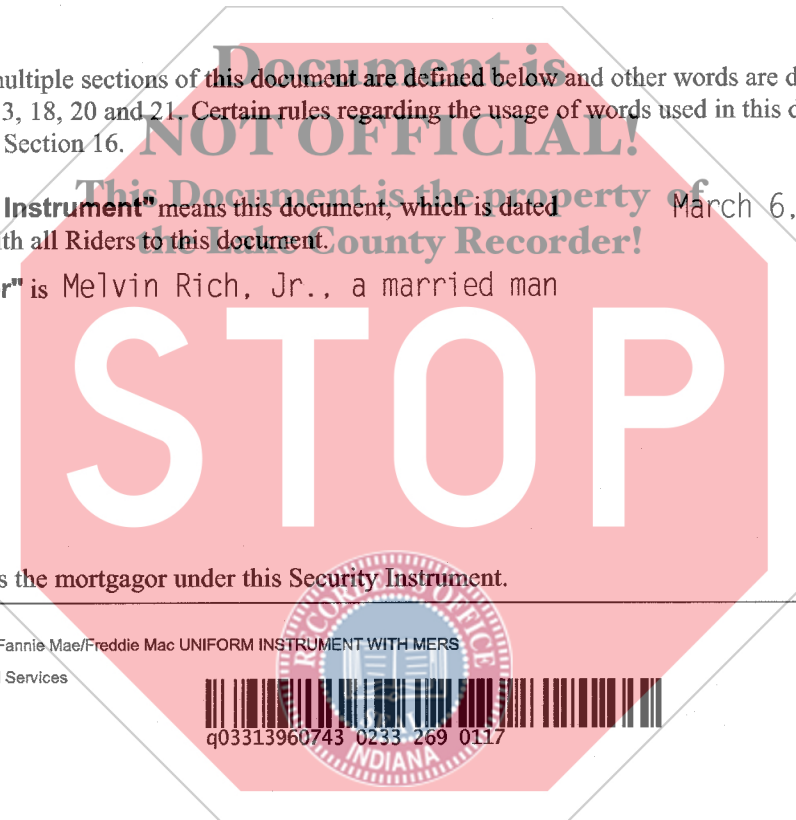 Document is
multiple sections of this document are defined below and other words are d
3, 18, 20 and 21. Certain rules regarding the usage of words used in this d
Section 16.
NOT OFFICIAL!
This Document is the property of
Instrument" means this document, which is dated March 6,
th all Riders to this document.
the Lake County Recorder!
r" is Melvin Rich, Jr., a married man
STOP
s the mortgagor under this Security Instrument.
Fannie Mae/Freddie Mac UNIFORM INSTRUMENT WITH MERS
l Services
RECORDER'S OFFICE
SEAL
INDIANA
q03313960743 0233 269 0117